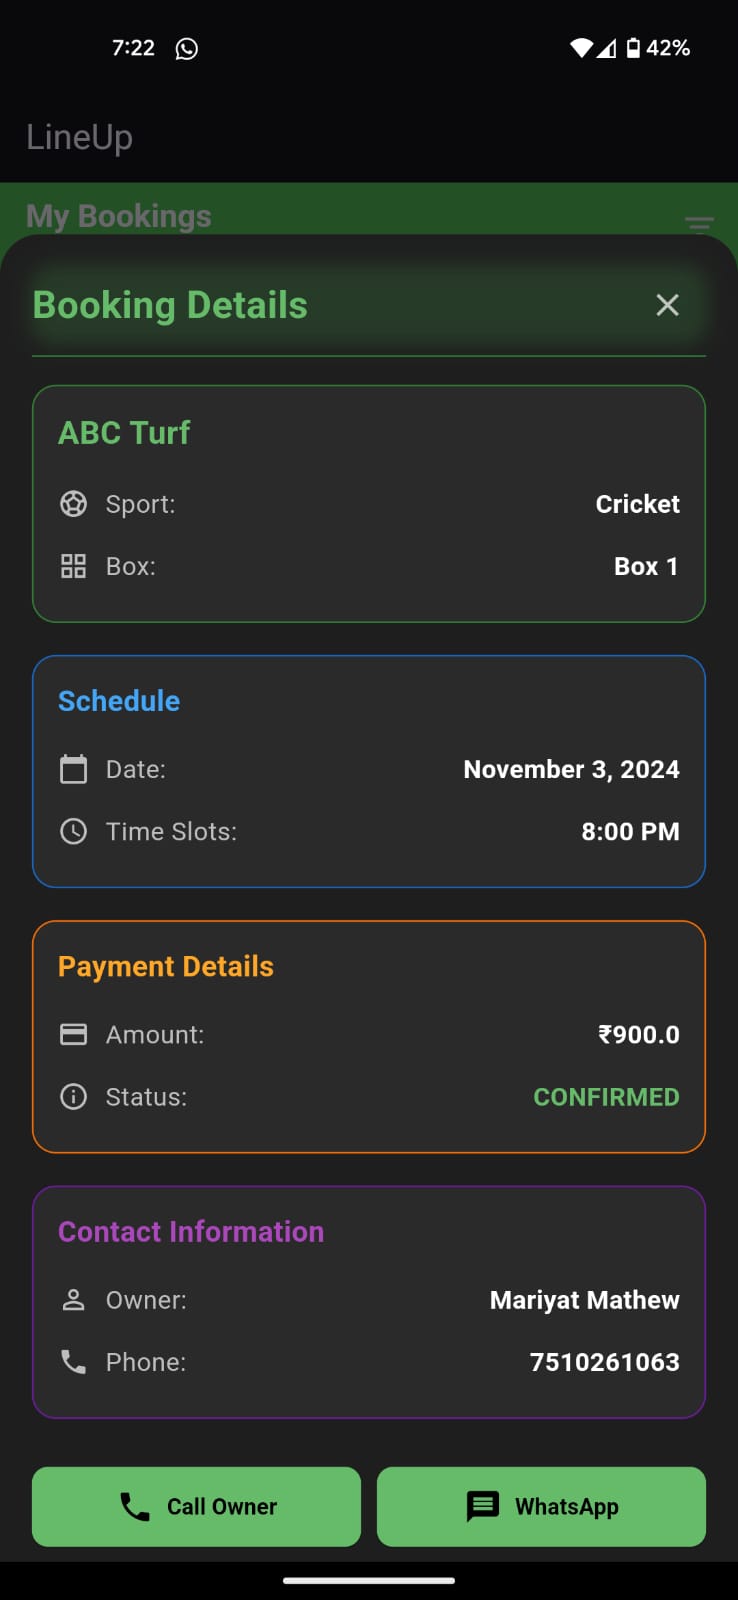 7:22 42%
LineUp
My Bookings
Booking Details
ABC Turf
Sport: Cricket
Box: Box 1
Schedule
Date: November 3, 2024
Time Slots: 8:00 PM
Payment Details
Amount: ₹900.0
Status: CONFIRMED
Contact Information
Owner: Mariyat Mathew
Phone: 7510261063
Call Owner WhatsApp